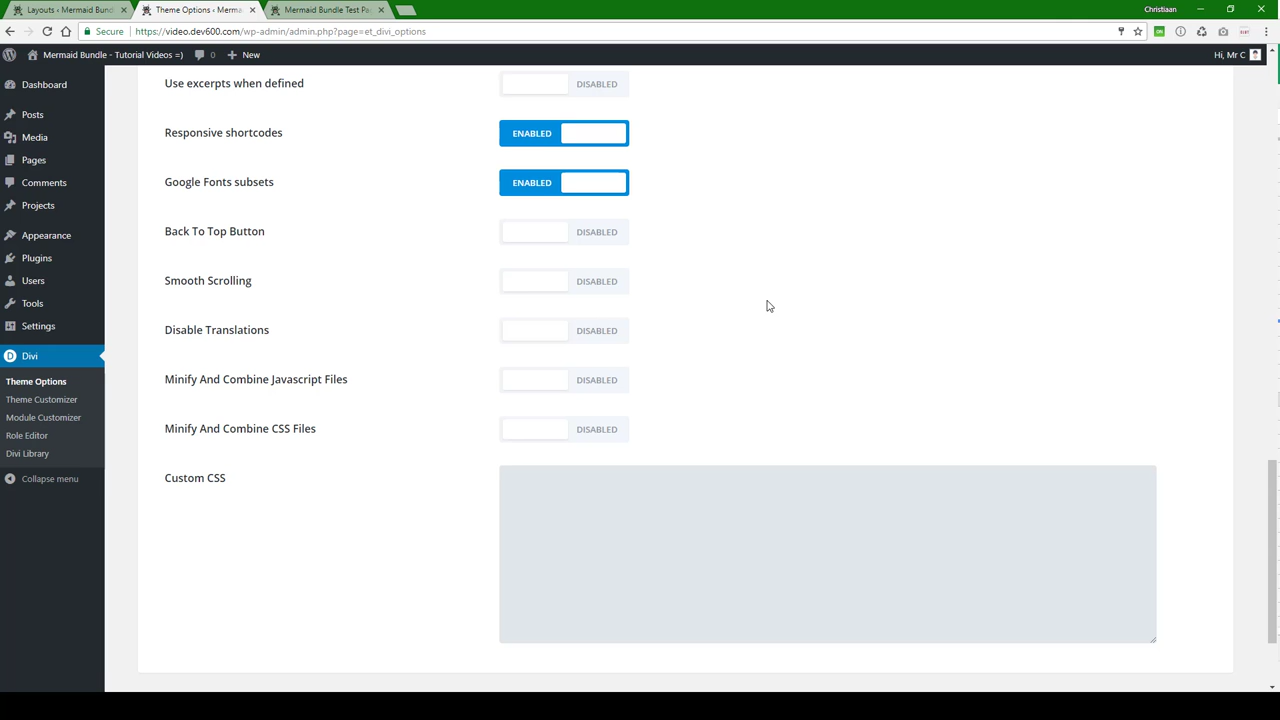 Layouts ‹ Mermaid Bund
Theme Options ‹ Merma
Mermaid Bundle Test Pa
Christiaan
Secure
https://video.dev600.com/wp-admin/admin.php?page=et_divi_options
Mermaid Bundle - Tutorial Videos =)
0
New
Hi, Mr C
Dashboard
Posts
Media
Pages
Comments
Projects
Appearance
Plugins
Users
Tools
Settings
Divi
Theme Options
Theme Customizer
Module Customizer
Role Editor
Divi Library
Collapse menu
Use excerpts when defined
DISABLED
Responsive shortcodes
ENABLED
Google Fonts subsets
ENABLED
Back To Top Button
DISABLED
Smooth Scrolling
DISABLED
Disable Translations
DISABLED
Minify And Combine Javascript Files
DISABLED
Minify And Combine CSS Files
DISABLED
Custom CSS